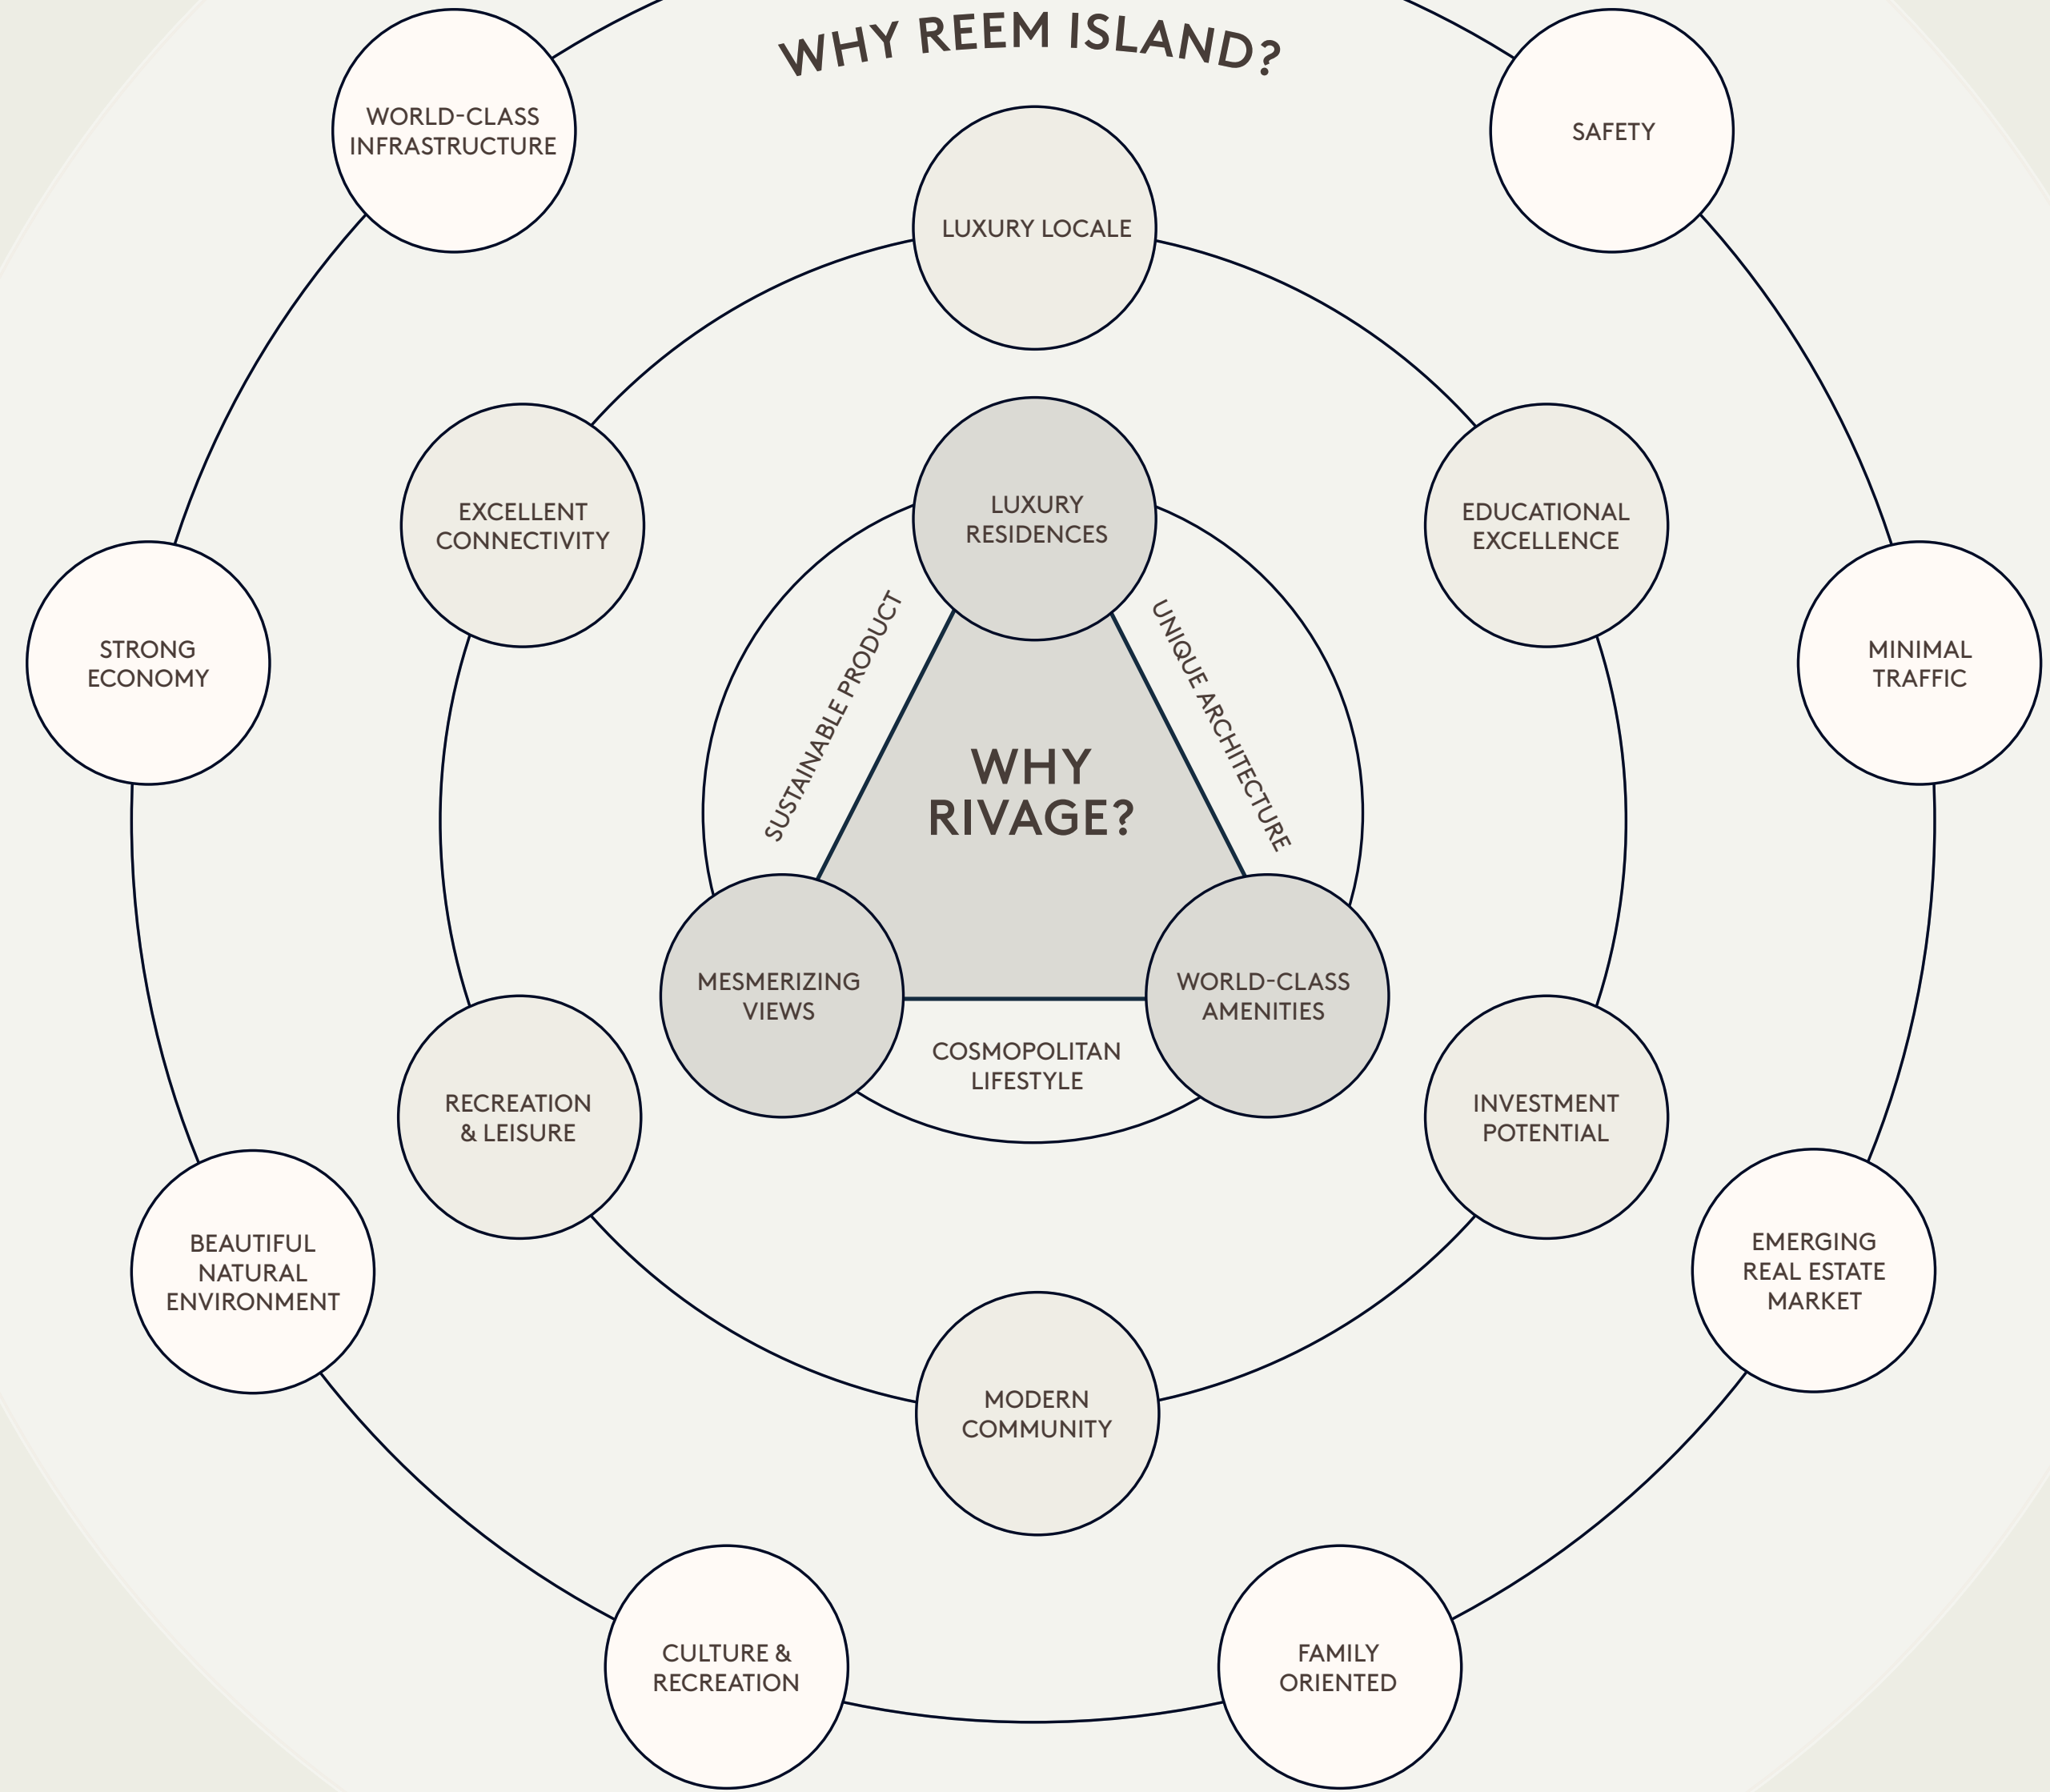 WHY REEM ISLAND?
WORLD-CLASS
INFRASTRUCTURE
SAFETY
LUXURY LOCALE
EXCELLENT
CONNECTIVITY
LUXURY
RESIDENCES
EDUCATIONAL
EXCELLENCE
STRONG
ECONOMY
SUSTAINABLE PRODUCT
UNIQUE ARCHITECTURE
MINIMAL
TRAFFIC
WHY
RIVAGE?
MESMERIZING
VIEWS
WORLD-CLASS
AMENITIES
COSMOPOLITAN
LIFESTYLE
RECREATION
& LEISURE
INVESTMENT
POTENTIAL
BEAUTIFUL
NATURAL
ENVIRONMENT
EMERGING
REAL ESTATE
MARKET
MODERN
COMMUNITY
CULTURE &
RECREATION
FAMILY
ORIENTED